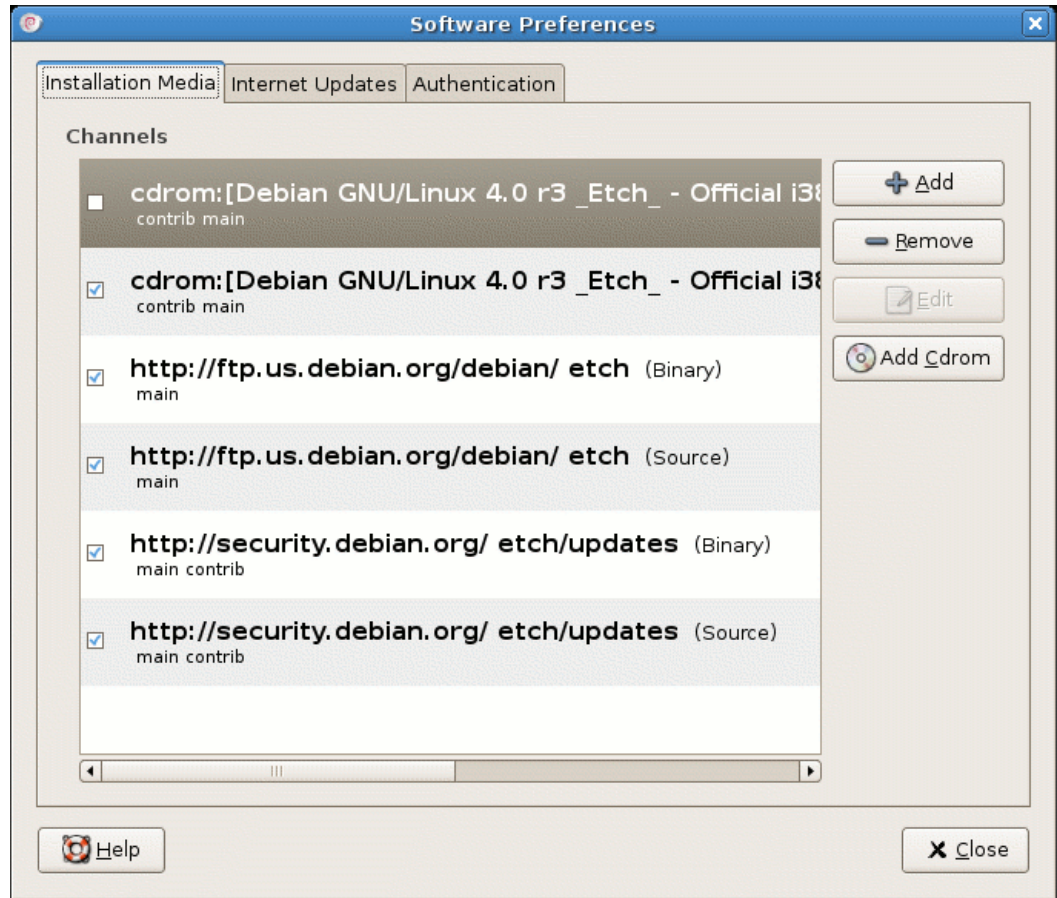 Software Preferences
Installation Media
Internet Updates
Authentication
Channels
cdrom:[Debian GNU/Linux 4.0 r3 _Etch_ - Official i38
contrib main
cdrom:[Debian GNU/Linux 4.0 r3 _Etch_ - Official i38
contrib main
http://ftp.us.debian.org/debian/ etch (Binary)
main
http://ftp.us.debian.org/debian/ etch (Source)
main
http://security.debian.org/ etch/updates (Binary)
main contrib
http://security.debian.org/ etch/updates (Source)
main contrib
Add
Remove
Edit
Add Cdrom
Help
Close